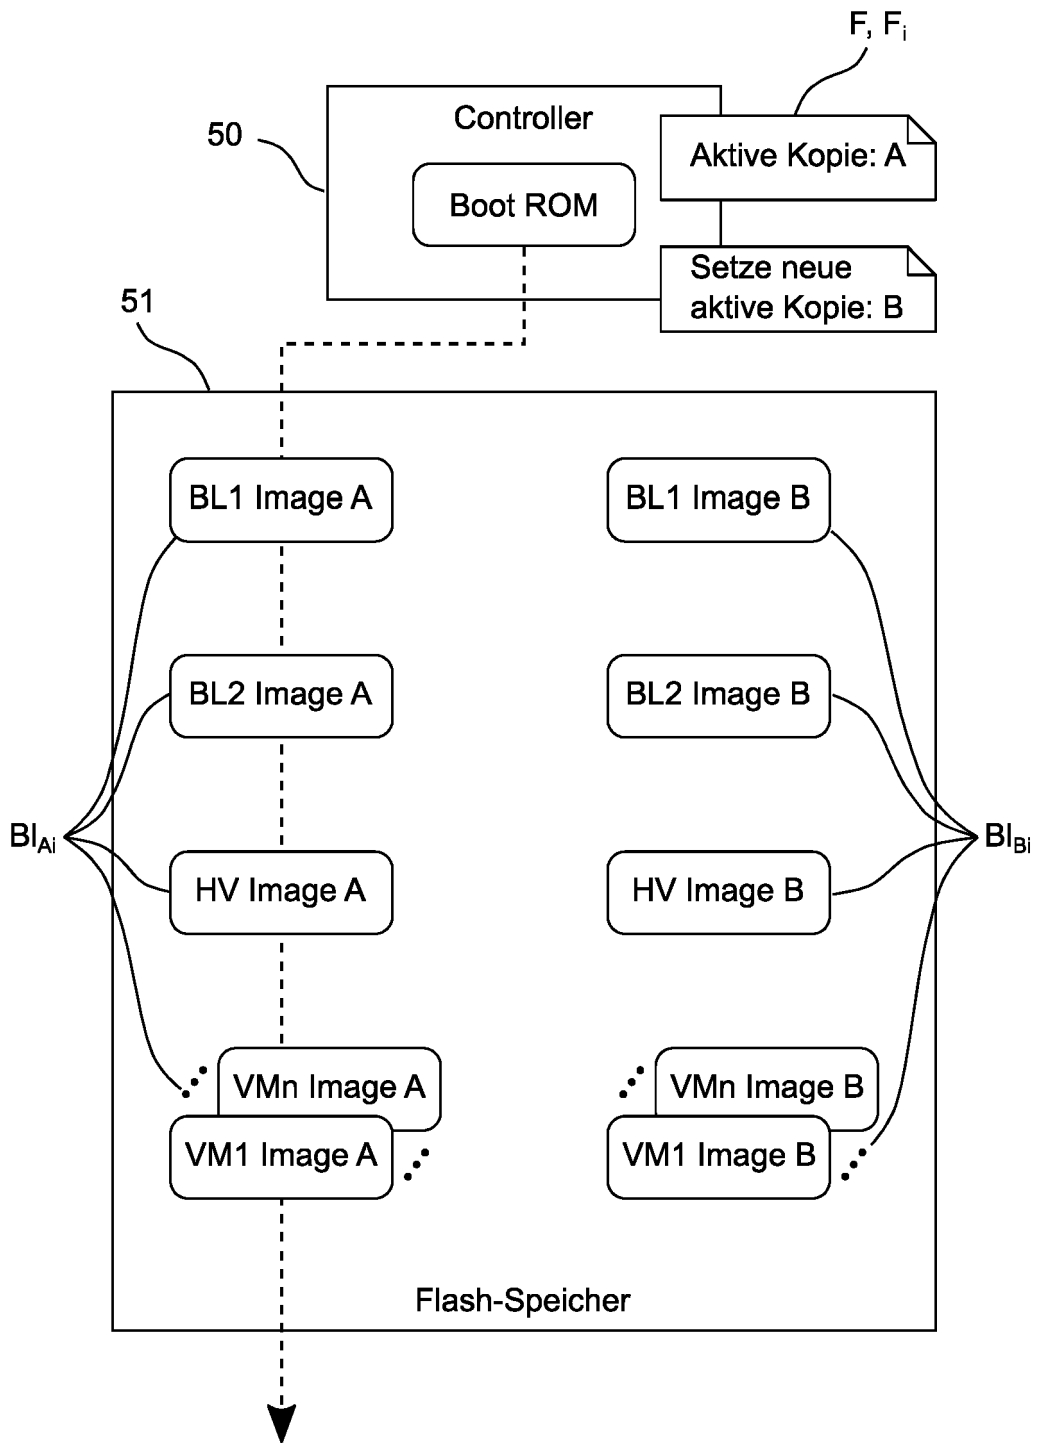 F, Fi
50
Controller
Aktive Kopie: A
Boot ROM
Setze neue
aktive Kopie: B
51
BL1 Image A
BL1 Image B
BL2 Image A
BL2 Image B
BIAi
BIBi
HV Image A
HV Image B
VMn Image A
VMn Image B
VM1 Image A
VM1 Image B
Flash-Speicher